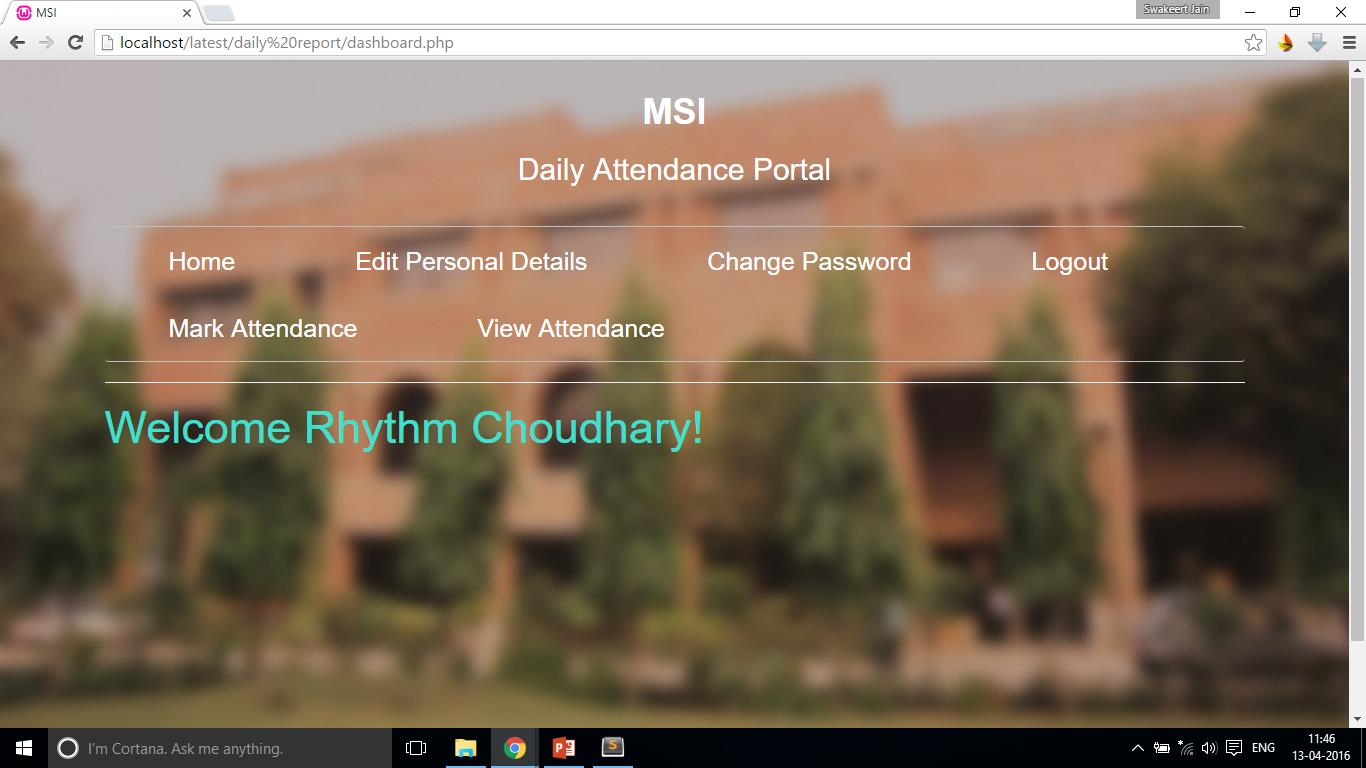 MSI
Swakeert Jain
localhost/latest/daily%20report/dashboard.php
MSI
Daily Attendance Portal
Home Edit Personal Details Change Password Logout
Mark Attendance View Attendance
Welcome Rhythm Choudhary!
I'm Cortana. Ask me anything.
ENG
11:46
13-04-2016